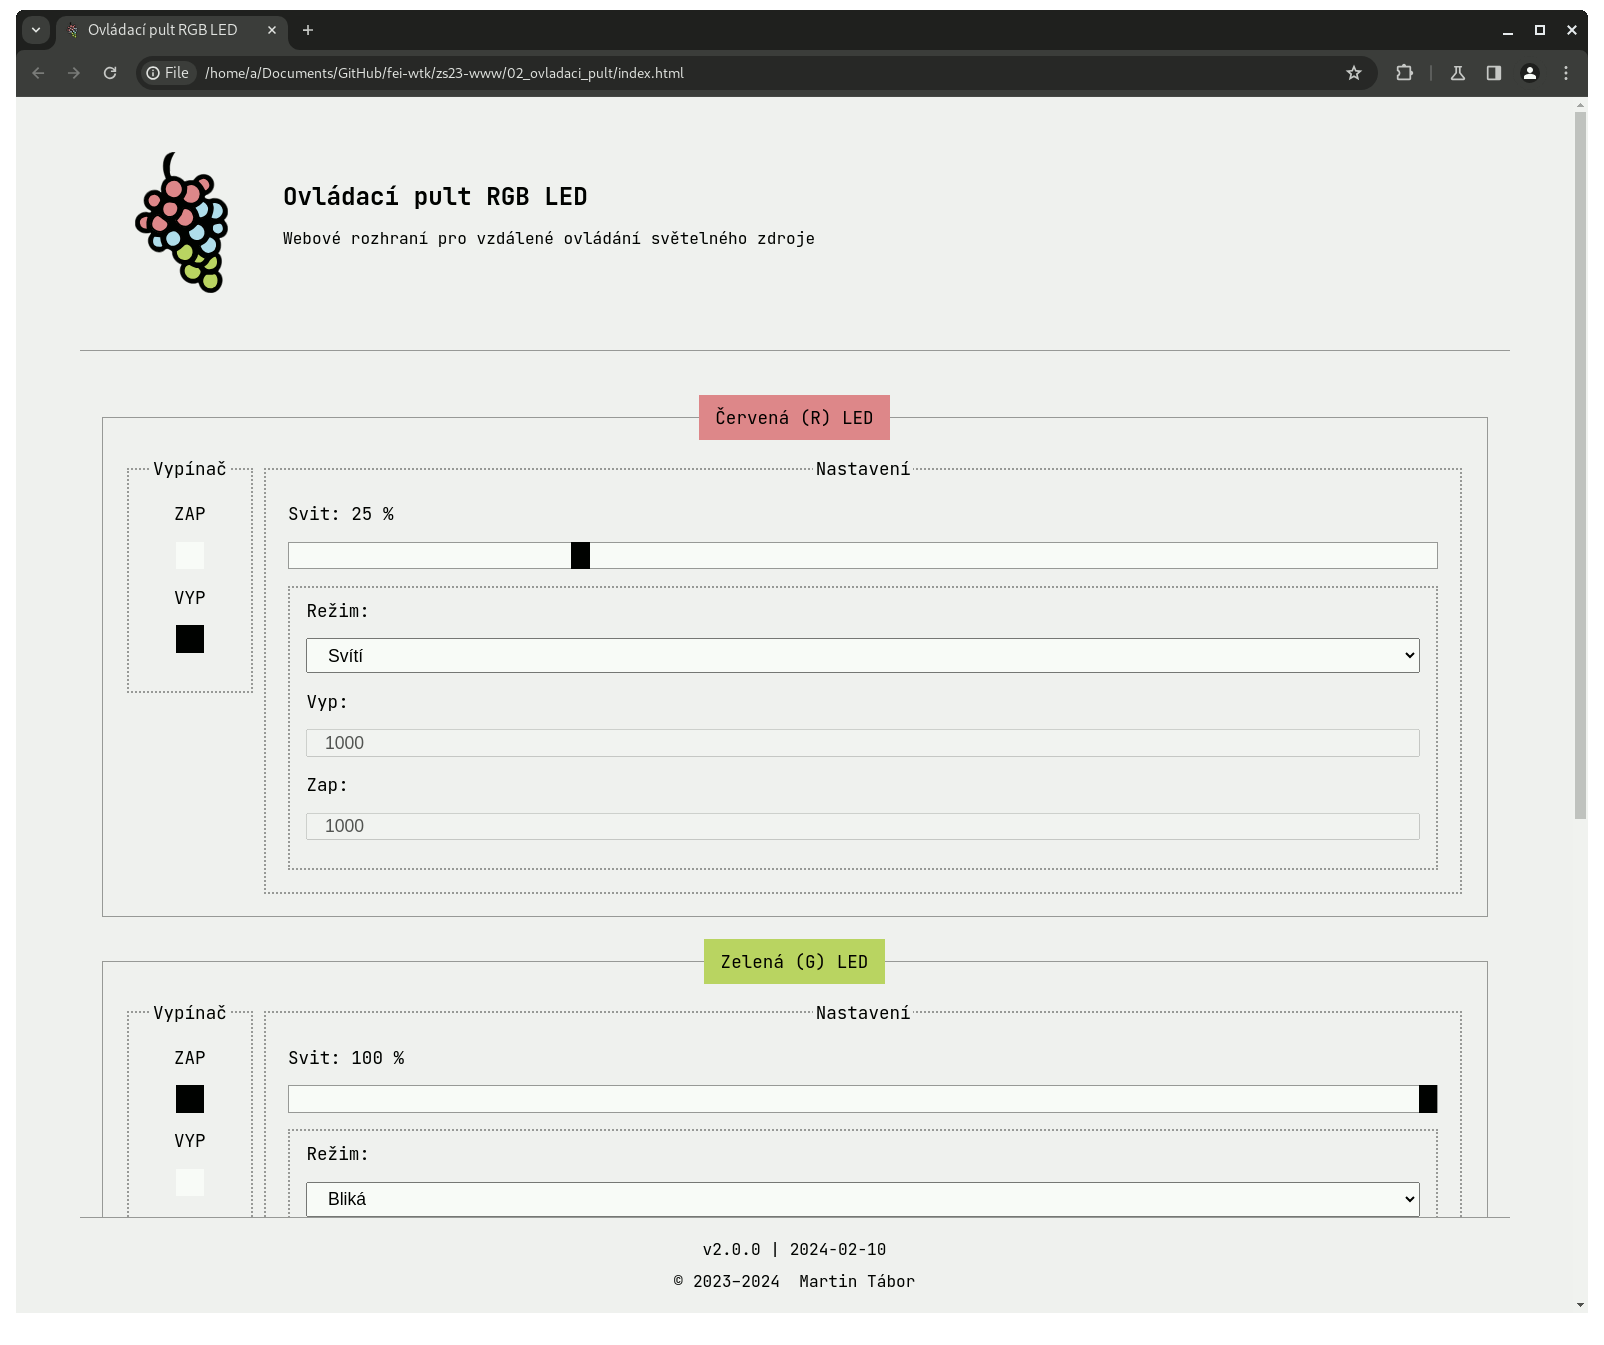 Ovládací pult RGB LED
File /home/a/Documents/GitHub/fei-wtk/zs23-www/02_ovladaci_pult/index.html
Ovládací pult RGB LED
Webové rozhraní pro vzdálené ovládání světelného zdroje
Červená (R) LED
Vypínač
ZAP
VYP
Nastavení
Svit: 25 %
Režim:
Svítí
Vyp:
1000
Zap:
1000
Zelená (G) LED
Vypínač
ZAP
VYP
Nastavení
Svit: 100 %
Režim:
Bliká
v2.0.0 | 2024-02-10
© 2023–2024 Martin Tábor